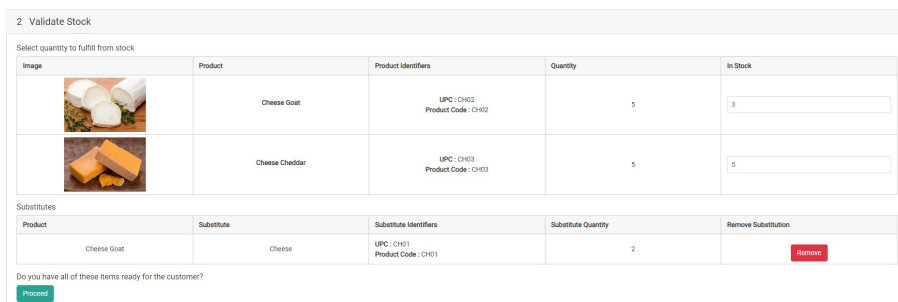 2 Validate Stock
Select quantity to fulfill from stock
Image Product Product Identifiers Quantity In Stock
Cheese Goat UPC : CH02 5 3
Product Code : CH02
Cheese Cheddar UPC : CH03 5 5
Product Code : CH03
Substitutes
Product Substitute Substitute Identifiers Substitute Quantity Remove Substitution
Cheese Goat Cheese UPC : CH01 2 Remove
Product Code : CH01
Do you have all of these items ready for the customer?
Proceed